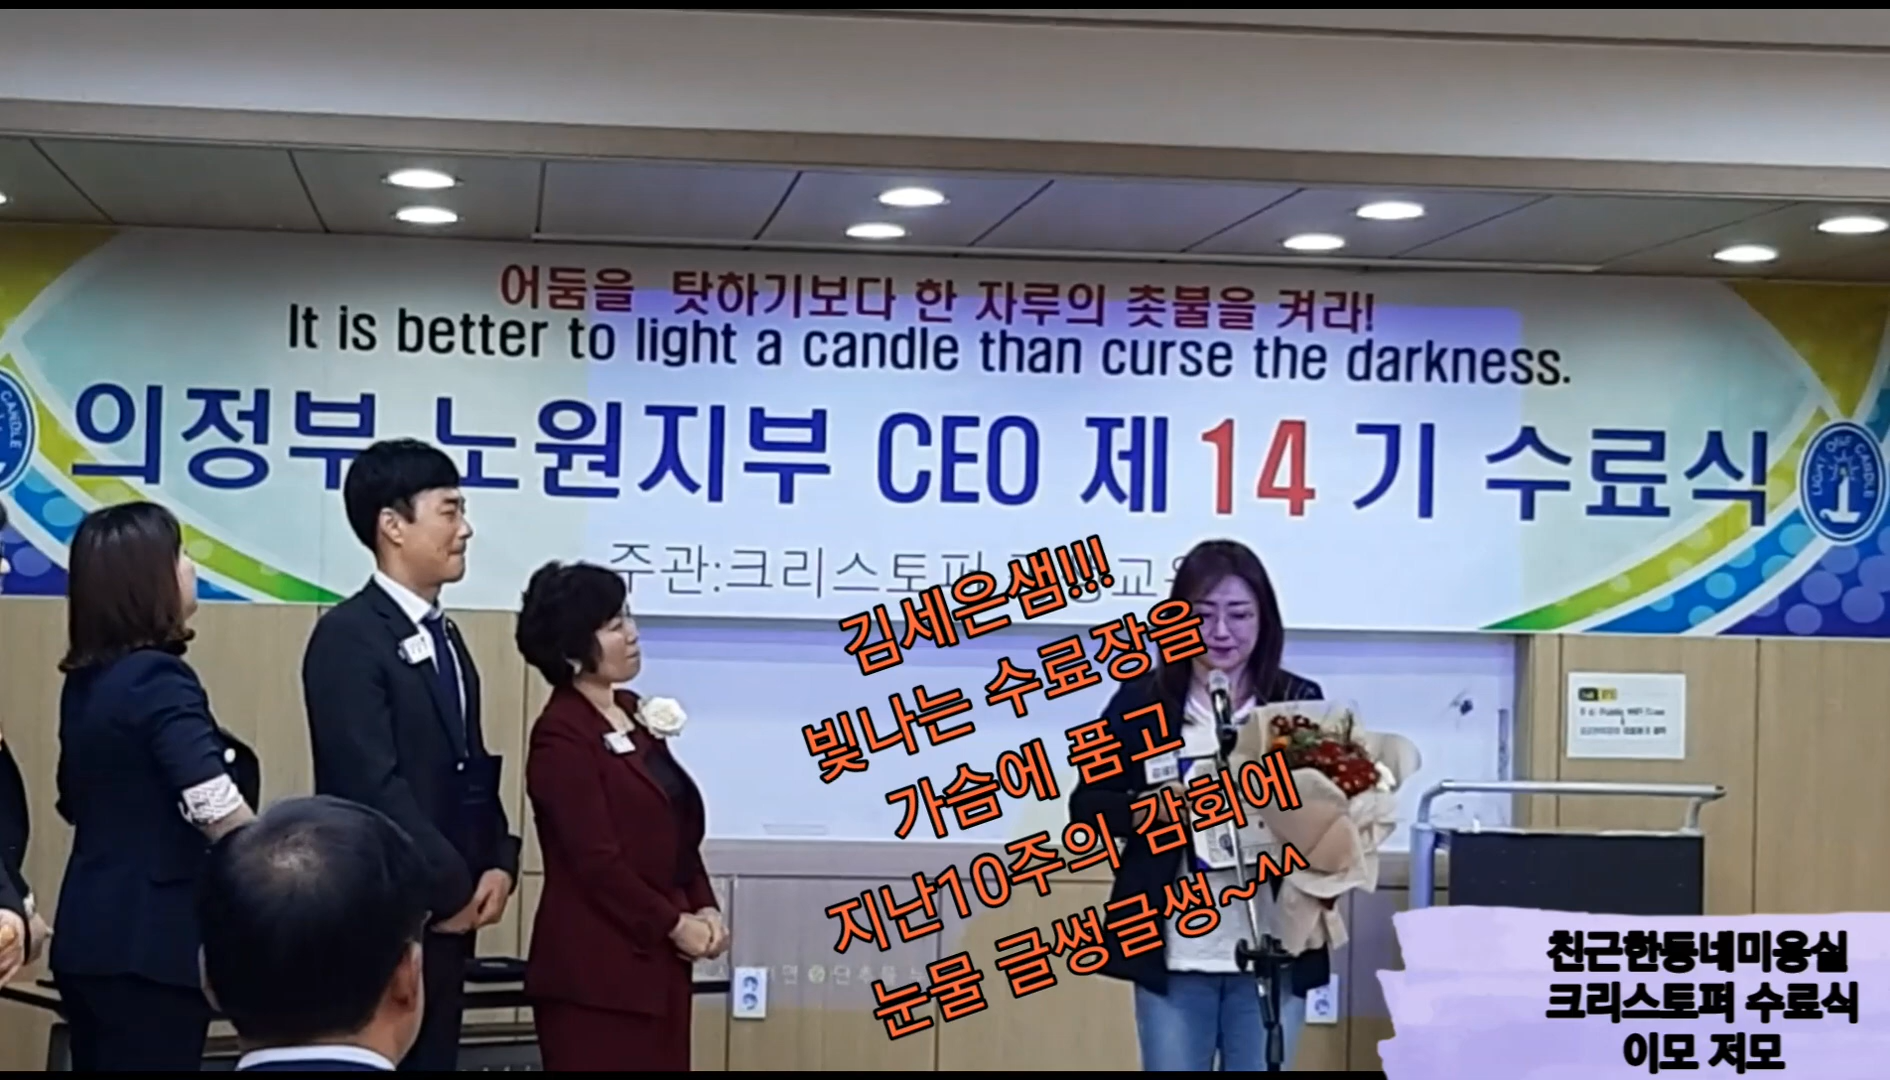 어둠을 탓하기보다 한 자루의 촛불을 켜라!
It is better to light a candle than curse the darkness.
의정부 노원지부 CEO 제 14 기 수료식
주관:크리스토퍼
LIGHT ONE CANDLE
CANDLE
김세은샘!!!
빛나는 수료장을
가슴에 품고
지난10주의 감회에
눈물 글썽글썽~^^
친근한동네미용실
크리스토퍼 수료식
이모 저모